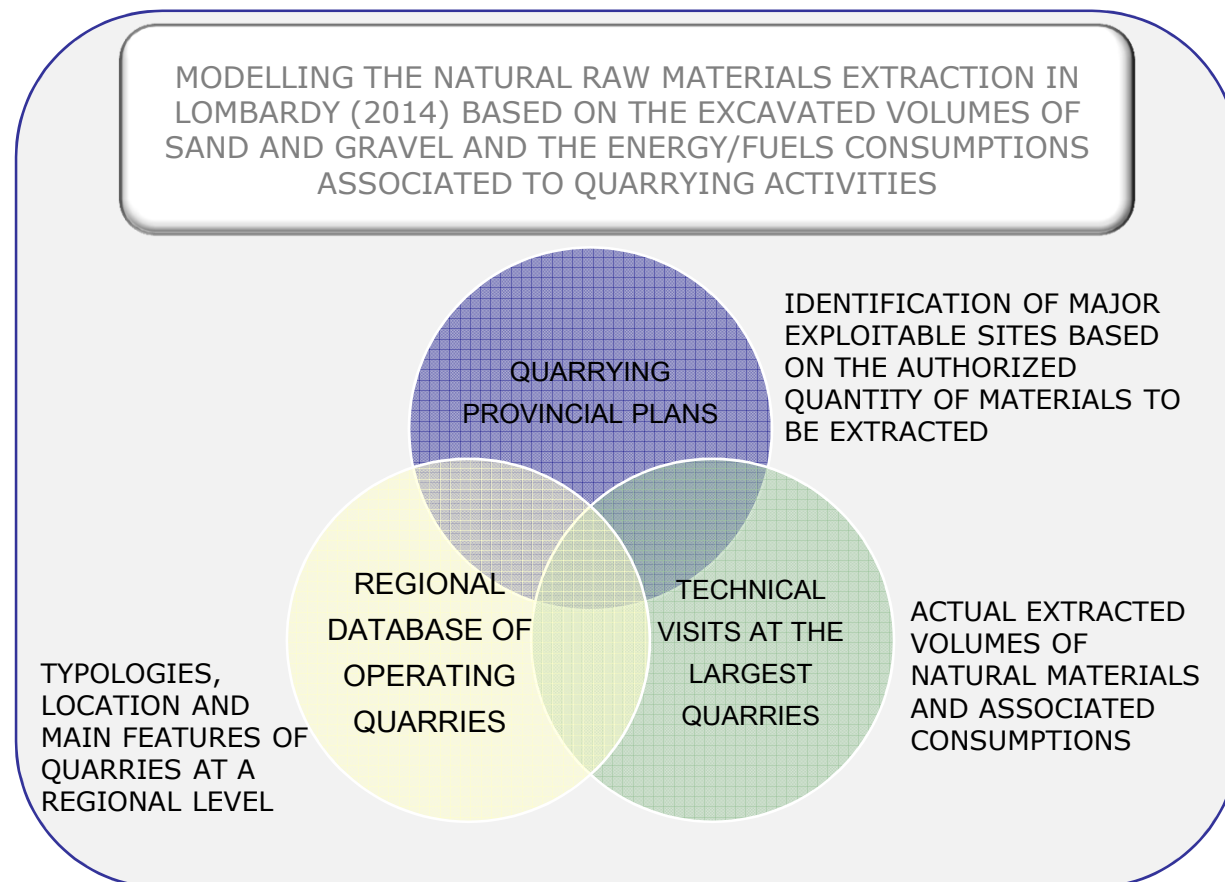 MODELLING THE NATURAL RAW MATERIALS EXTRACTION IN
LOMBARDY (2014) BASED ON THE EXCAVATED VOLUMES OF
SAND AND GRAVEL AND THE ENERGY/FUELS CONSUMPTIONS
ASSOCIATED TO QUARRYING ACTIVITIES
QUARRYING
PROVINCIAL PLANS
IDENTIFICATION OF MAJOR
EXPLOITABLE SITES BASED
ON THE AUTHORIZED
QUANTITY OF MATERIALS TO
BE EXTRACTED
REGIONAL
DATABASE OF
OPERATING
QUARRIES
TYPOLOGIES,
LOCATION AND
MAIN FEATURES OF
QUARRIES AT A
REGIONAL LEVEL
TECHNICAL
VISITS AT THE
LARGEST
QUARRIES
ACTUAL EXTRACTED
VOLUMES OF
NATURAL MATERIALS
AND ASSOCIATED
CONSUMPTIONS